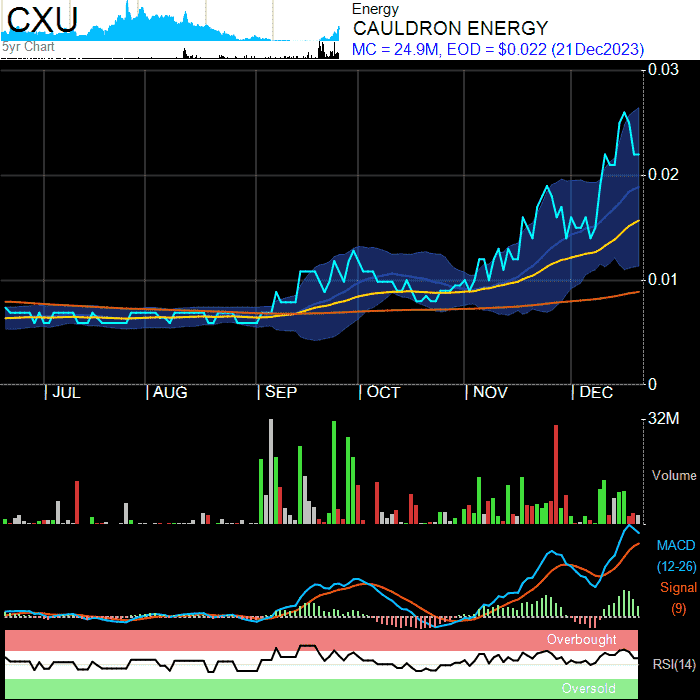 CXU
5yr Chart
Energy
CAULDRON ENERGY
MC = 24.9M, EOD = $0.022 (21Dec2023)
0.03
0.02
0.01
0
| JUL | AUG | SEP | OCT | NOV | DEC
32M
Volume
MACD
(12-26)
Signal
(9)
Overbought
RSI(14)
Oversold